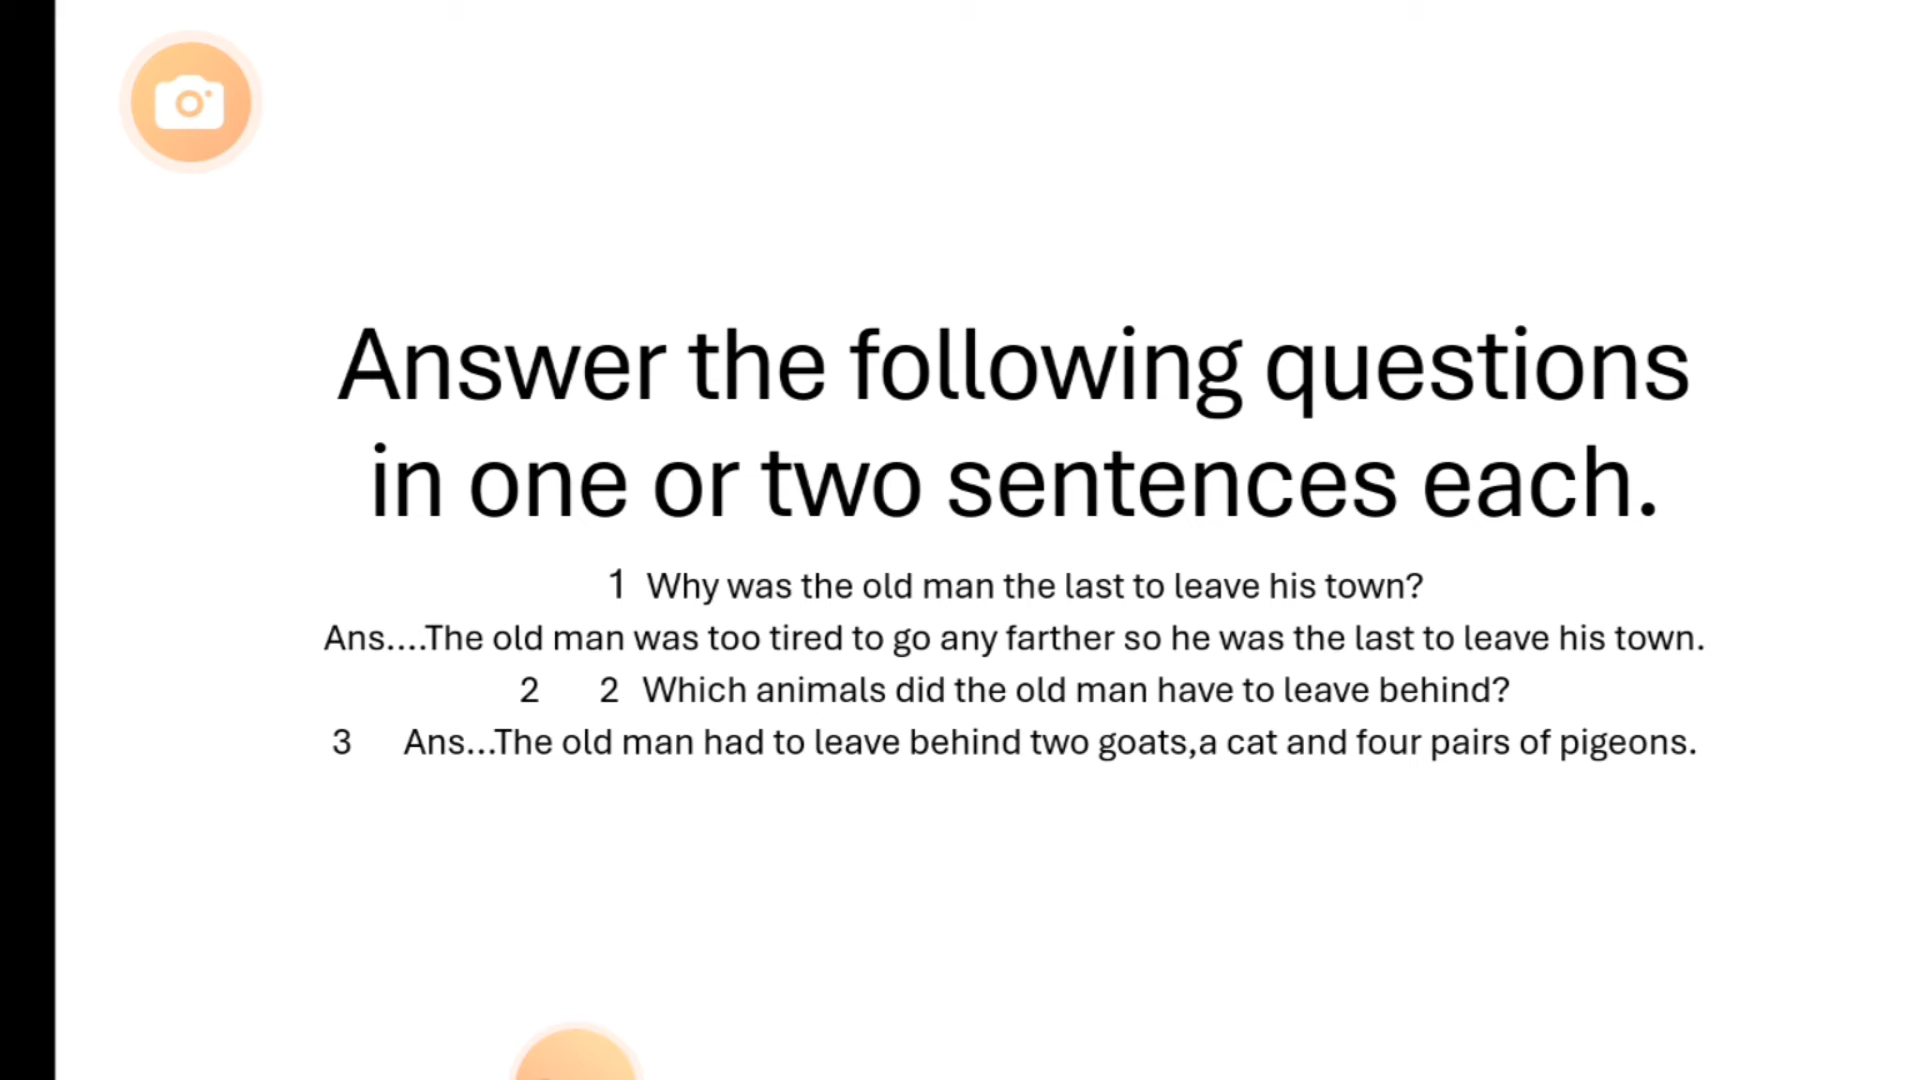 Answer the following questions
in one or two sentences each.
1 Why was the old man the last to leave his town?
Ans....The old man was too tired to go any farther so he was the last to leave his town.
2 2 Which animals did the old man have to leave behind?
3 Ans...The old man had to leave behind two goats,a cat and four pairs of pigeons.